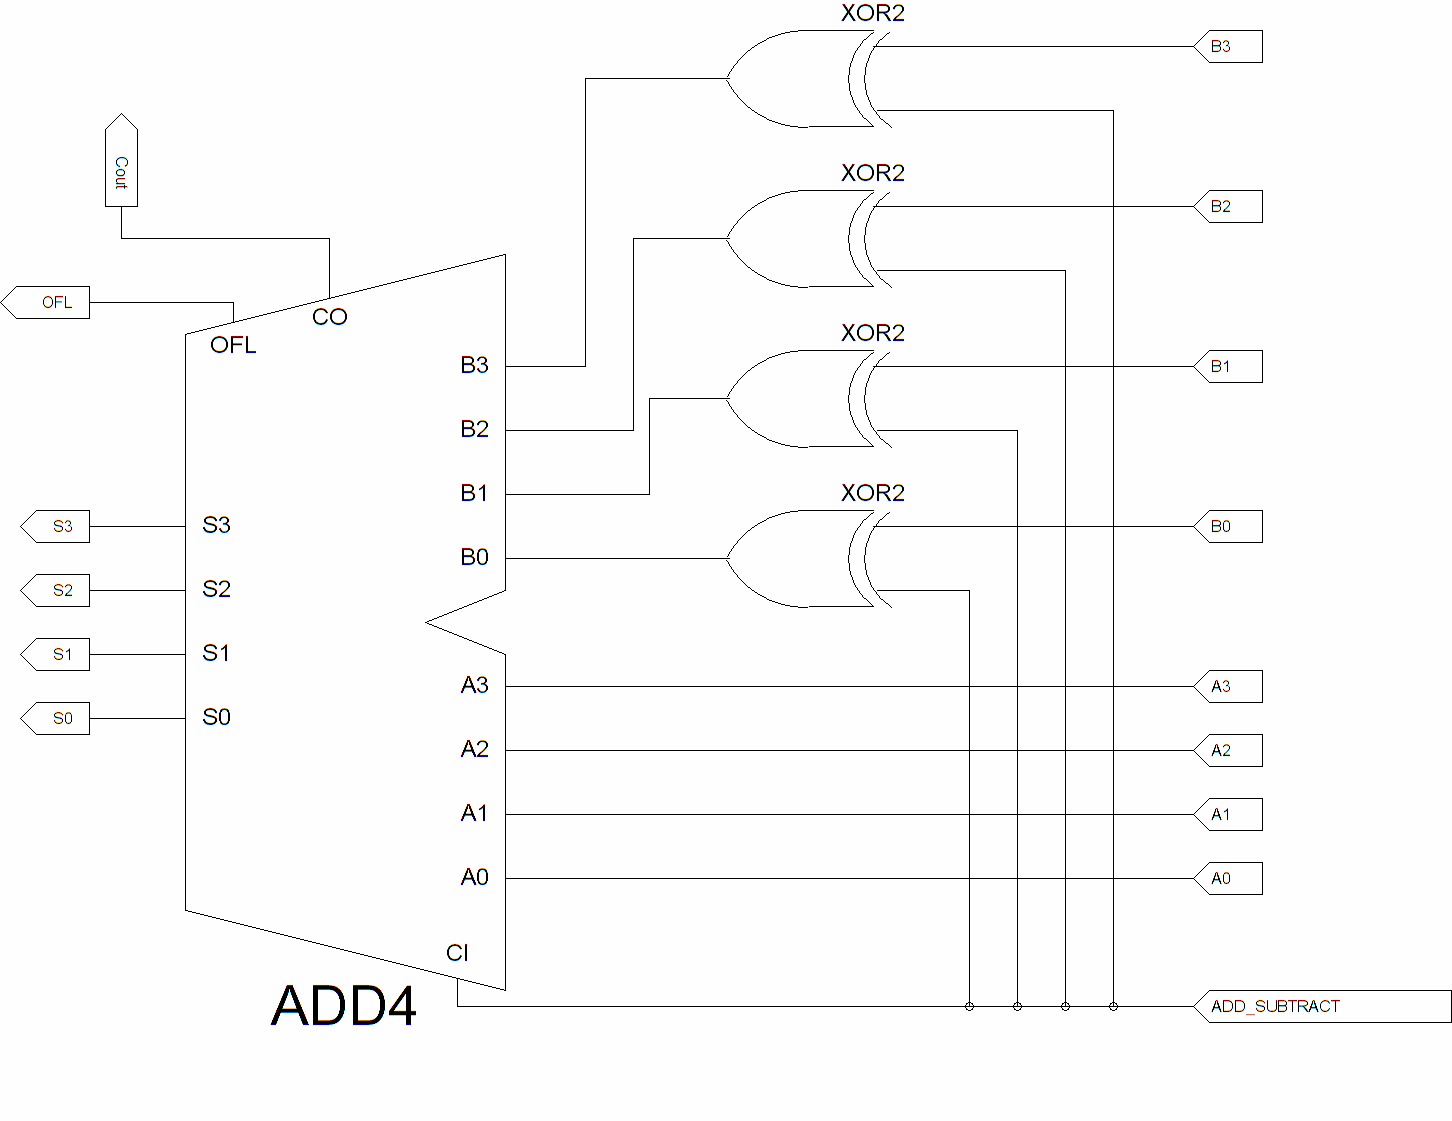 XOR2
B3
Cout
XOR2
B2
OFL
CO
OFL
XOR2
B3
B1
B2
XOR2
B1
S3
S3
B0
B0
S2
S2
S1
S1
A3
A3
S0
S0
A2
A2
A1
A1
A0
A0
CI
ADD4
ADD_SUBTRACT